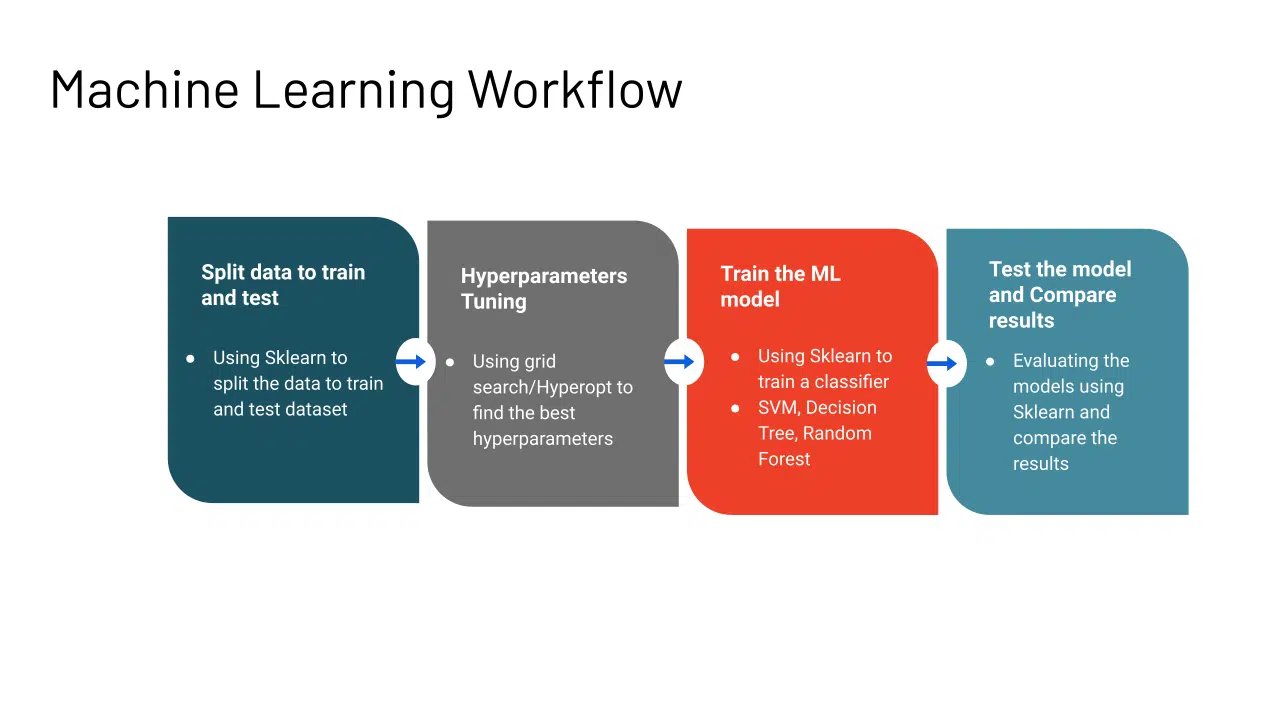 Machine Learning Workflow
Split data to train
and test
● Using Sklearn to
split the data to train
and test dataset
Hyperparameters
Tuning
● Using grid
search/Hyperopt to
find the best
hyperparameters
Train the ML
model
● Using Sklearn to
train a classifier
● SVM, Decision
Tree, Random
Forest
Test the model
and Compare
results
● Evaluating the
models using
Sklearn and
compare the
results